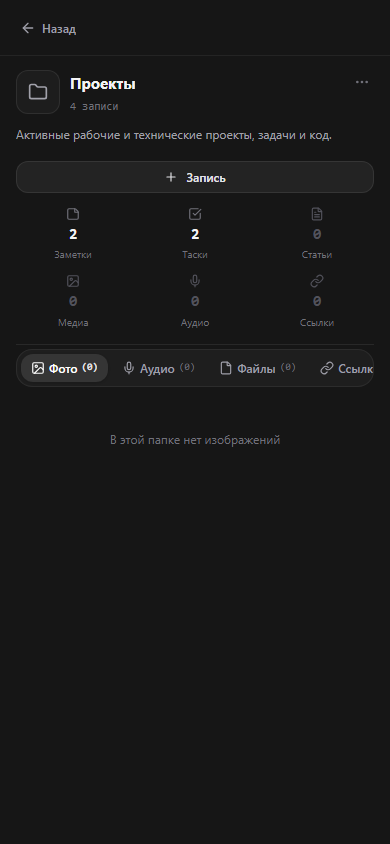 Назад
Проекты
4 записи
Активные рабочие и технические проекты, задачи и код.
+ Запись
2 2 0
Заметки Таски Статьи
0 0 0
Медиа Аудио Ссылки
Фото (0) Аудио (0) Файлы (0) Ссылк
В этой папке нет изображений